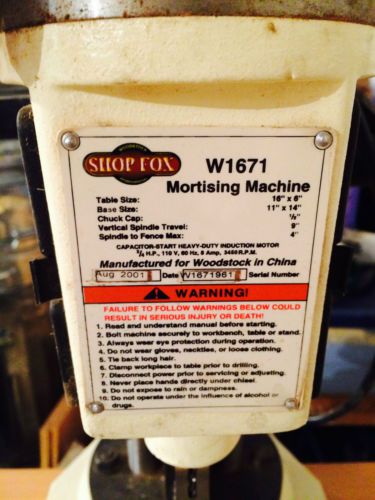 WOODSTOCK
SHOP FOX
W1671
Mortising Machine
Table Size: 16" x 6"
Base Size: 11" x 14"
Chuck Cap: ½"
Vertical Spindle Travel: 9"
Spindle to Fence Max: 4"
CAPACITOR-START HEAVY-DUTY INDUCTION MOTOR
¾ H.P., 110 V, 60 Hz, 6 Amp, 3450 R.P.M.
Manufactured for Woodstock in China
Aug 2001 Date W1671961 Serial Number
WARNING!
FAILURE TO FOLLOW WARNINGS BELOW COULD
RESULT IN SERIOUS INJURY OR DEATH!
1. Read and understand manual before starting.
2. Bolt machine securely to workbench, table or stand.
3. Always wear eye protection during operation.
4. Do not wear gloves, neckties, or loose clothing.
5. Tie back long hair.
6. Clamp workpiece to table prior to drilling.
7. Disconnect power prior to servicing or adjusting.
8. Never place hands directly under chisel.
9. Do not expose to rain or dampness.
10. Do not operate under the influence of alcohol or
drugs.